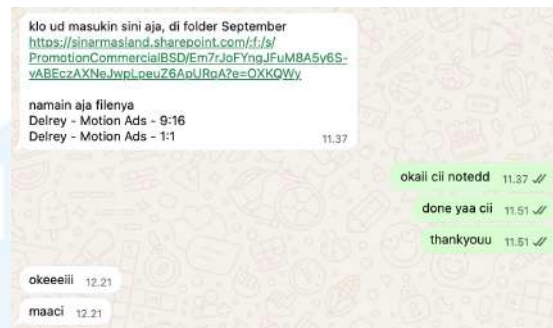 klo ud masukin sini aja, di folder September
https://sinarmasland.sharepoint.com/:f:/s/
PromotionCommercialBSD/Em7rJoFYngJFuM8A5y6S-
vABEczAXNeJwpLpeuZ6ApURqA?e=OXKQWy
namain aja filenya
Delrey - Motion Ads - 9:16
Delrey - Motion Ads - 1:1
11.37
okaii cii notedd 11.37
done yaa cii 11.51
thankyouu 11.51
okeeeiii 12.21
maaci 12.21